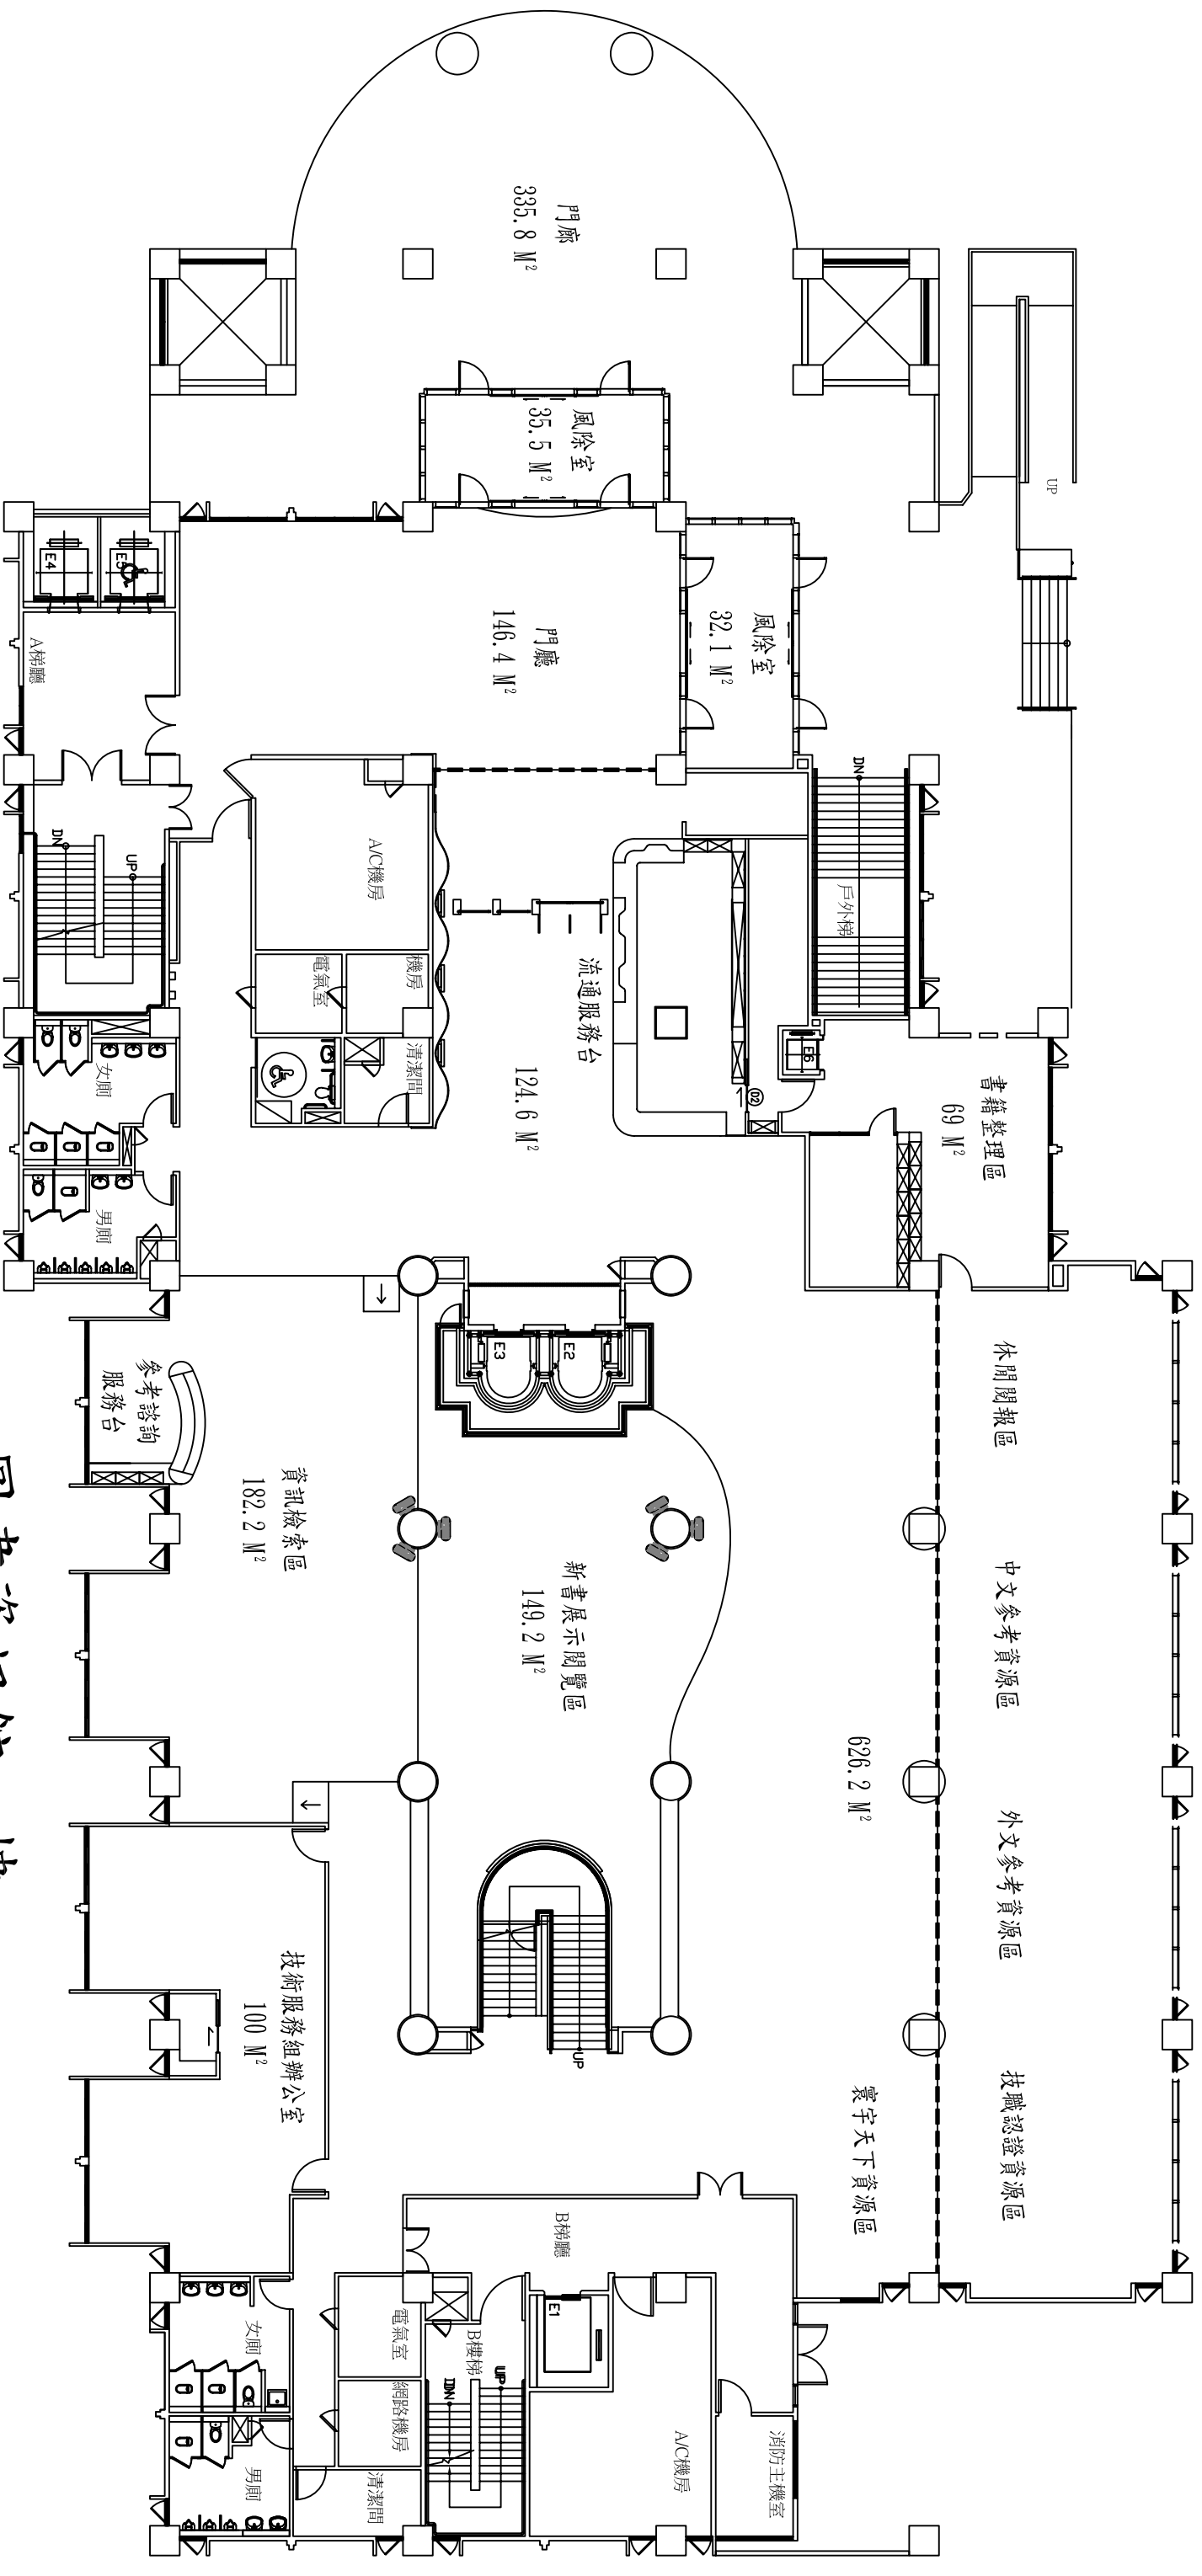 門廊
335.8 M²
風除室
35.5 M²
UP
門廳
146.4 M²
風除室
32.1 M²
E4
E5
A梯廳
DN
UP
A/C機房
機房
電氣室
清潔間
女廁
男廁
DN
戶外梯
流通服務台
124.6 M²
E6
D2
書籍整理區
69 M²
E3
E2
參考諮詢
服務台
資訊檢索區
182.2 M²
新書展示閱覽區
149.2 M²
休閒閱報區
中文參考資源區
外文參考資源區
技職認證資源區
626.2 M²
寰宇天下資源區
技術服務組辦公室
100 M²
UP
B梯廳
E1
B樓梯
UP
DN
電氣室
網路機房
清潔間
女廁
男廁
A/C機房
消防主機室